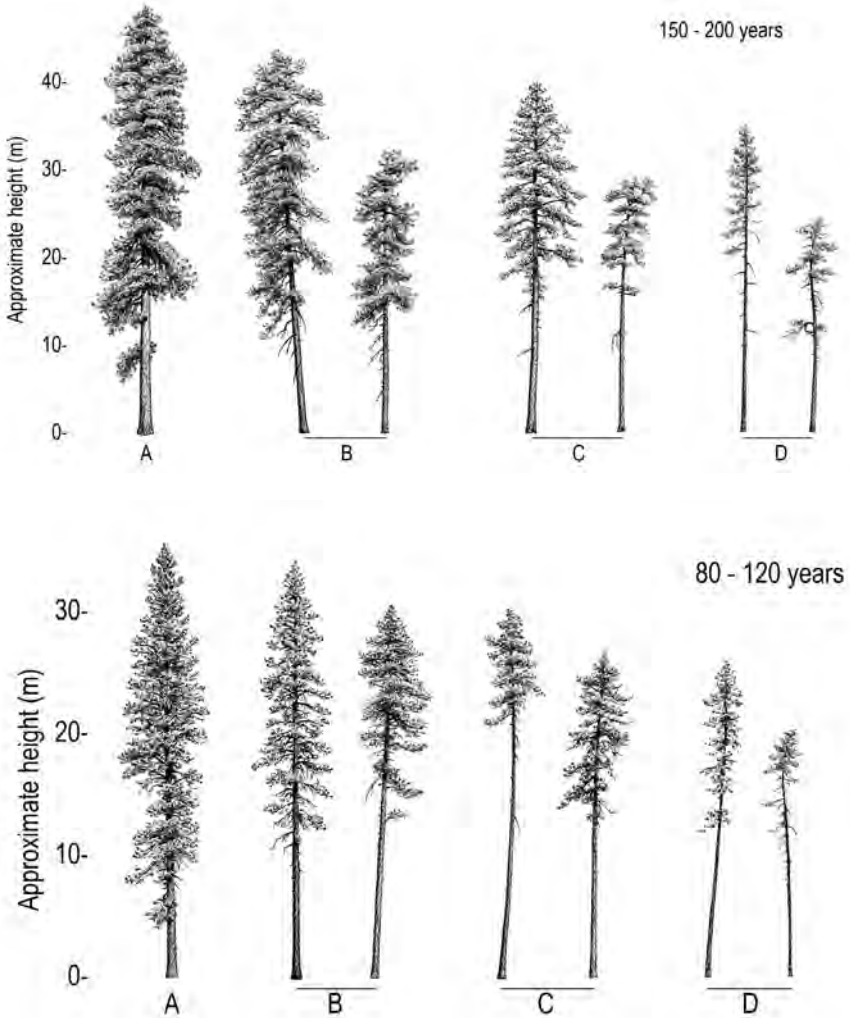 150 - 200 years
Approximate height (m)
40-
30-
20-
10-
0-
A
B
C
D
80 - 120 years
Approximate height (m)
30-
20-
10-
0-
A
B
C
D